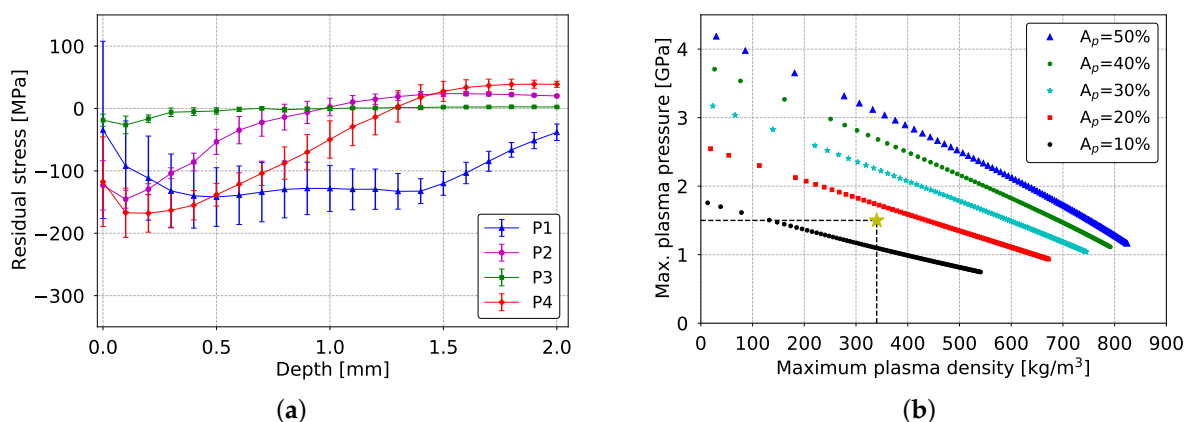 100
0
−100
−200
−300
Residual stress [MPa]
0.0 0.5 1.0 1.5 2.0
Depth [mm]
P1
P2
P3
P4
(a)
5
4
3
2
1
0
Max. plasma pressure [GPa]
0 100 200 300 400 500 600 700 800 900
Maximum plasma density [kg/m³]
Aₚ=50%
Aₚ=40%
Aₚ=30%
Aₚ=20%
Aₚ=10%
(b)